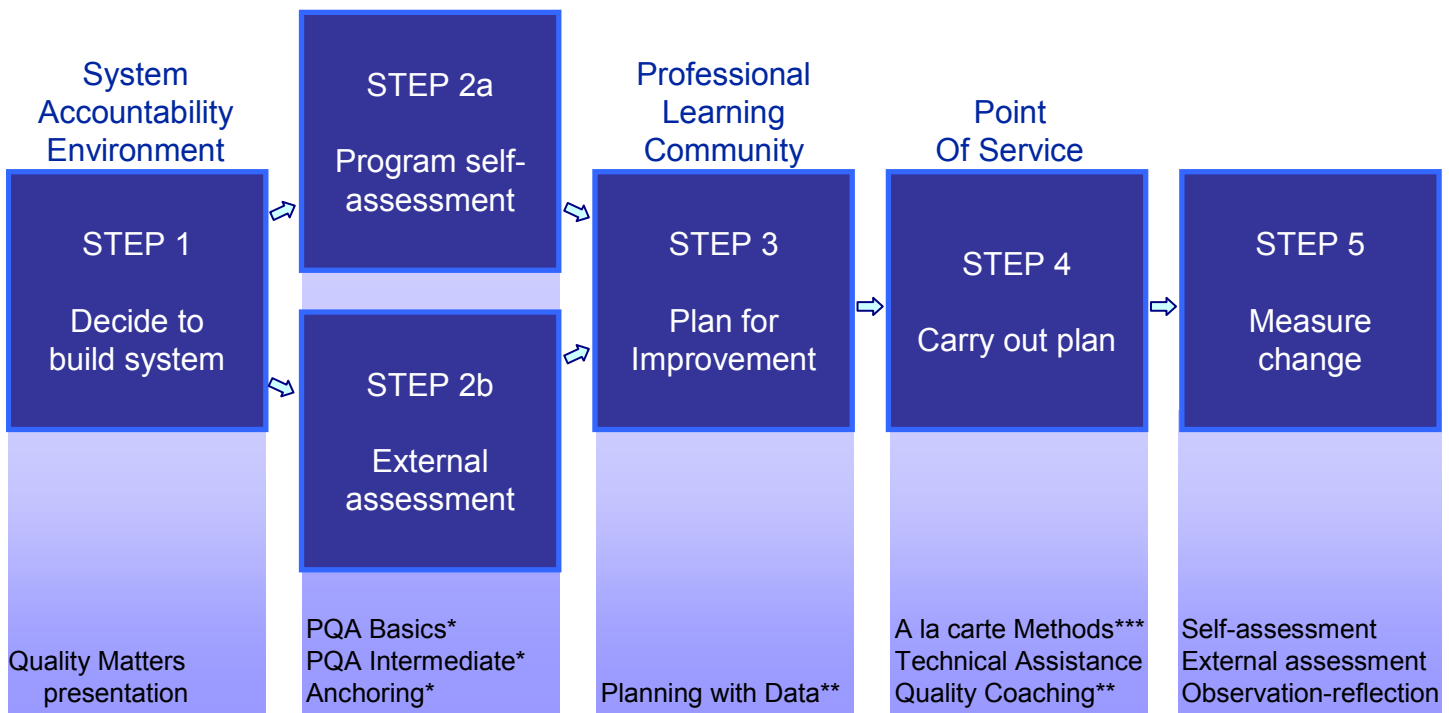 System
Accountability
Environment
STEP 1
Decide to
build system
Quality Matters
presentation
STEP 2a
Program self-
assessment
STEP 2b
External
assessment
PQA Basics*
PQA Intermediate*
Anchoring*
Professional
Learning
Community
STEP 3
Plan for
Improvement
Planning with Data**
Point
Of Service
STEP 4
Carry out plan
A la carte Methods***
Technical Assistance
Quality Coaching**
STEP 5
Measure
change
Self-assessment
External assessment
Observation-reflection